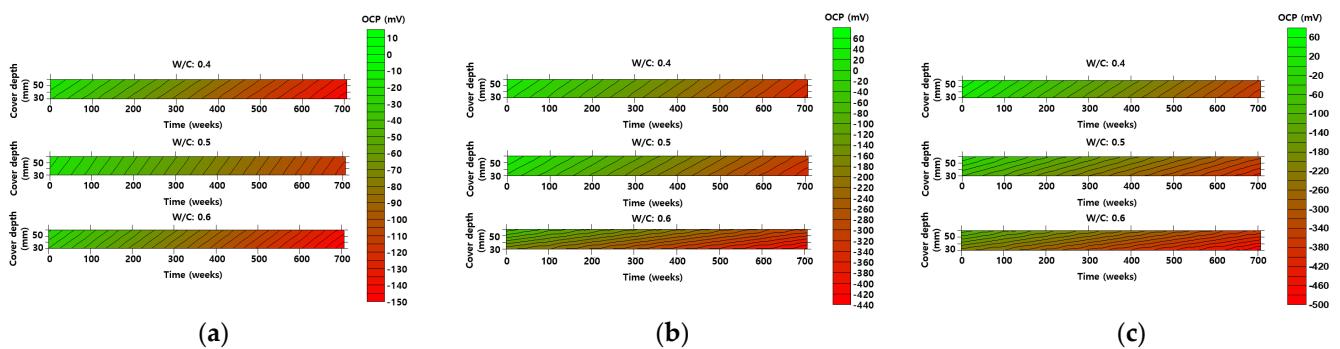 OCP (mV)
W/C: 0.4
Cover depth
(mm)
50
30
0 100 200 300 400 500 600 700
Time (weeks)
W/C: 0.5
Cover depth
(mm)
50
30
0 100 200 300 400 500 600 700
Time (weeks)
W/C: 0.6
Cover depth
(mm)
50
30
0 100 200 300 400 500 600 700
Time (weeks)
10
0
-10
-20
-30
-40
-50
-60
-70
-80
-90
-100
-110
-120
-130
-140
-150
(a)
OCP (mV)
W/C: 0.4
Cover depth
(mm)
50
30
0 100 200 300 400 500 600 700
Time (weeks)
W/C: 0.5
Cover depth
(mm)
50
30
0 100 200 300 400 500 600 700
Time (weeks)
W/C: 0.6
Cover depth
(mm)
50
30
0 100 200 300 400 500 600 700
Time (weeks)
60
40
20
0
-20
-40
-60
-80
-100
-120
-140
-160
-180
-200
-220
-240
-260
-280
-300
-320
-340
-360
-380
-400
-420
-440
(b)
OCP (mV)
W/C: 0.4
Cover depth
(mm)
50
30
0 100 200 300 400 500 600 700
Time (weeks)
W/C: 0.5
Cover depth
(mm)
50
30
0 100 200 300 400 500 600 700
Time (weeks)
W/C: 0.6
Cover depth
(mm)
50
30
0 100 200 300 400 500 600 700
Time (weeks)
60
20
-20
-60
-100
-140
-180
-220
-260
-300
-340
-380
-420
-460
-500
(c)